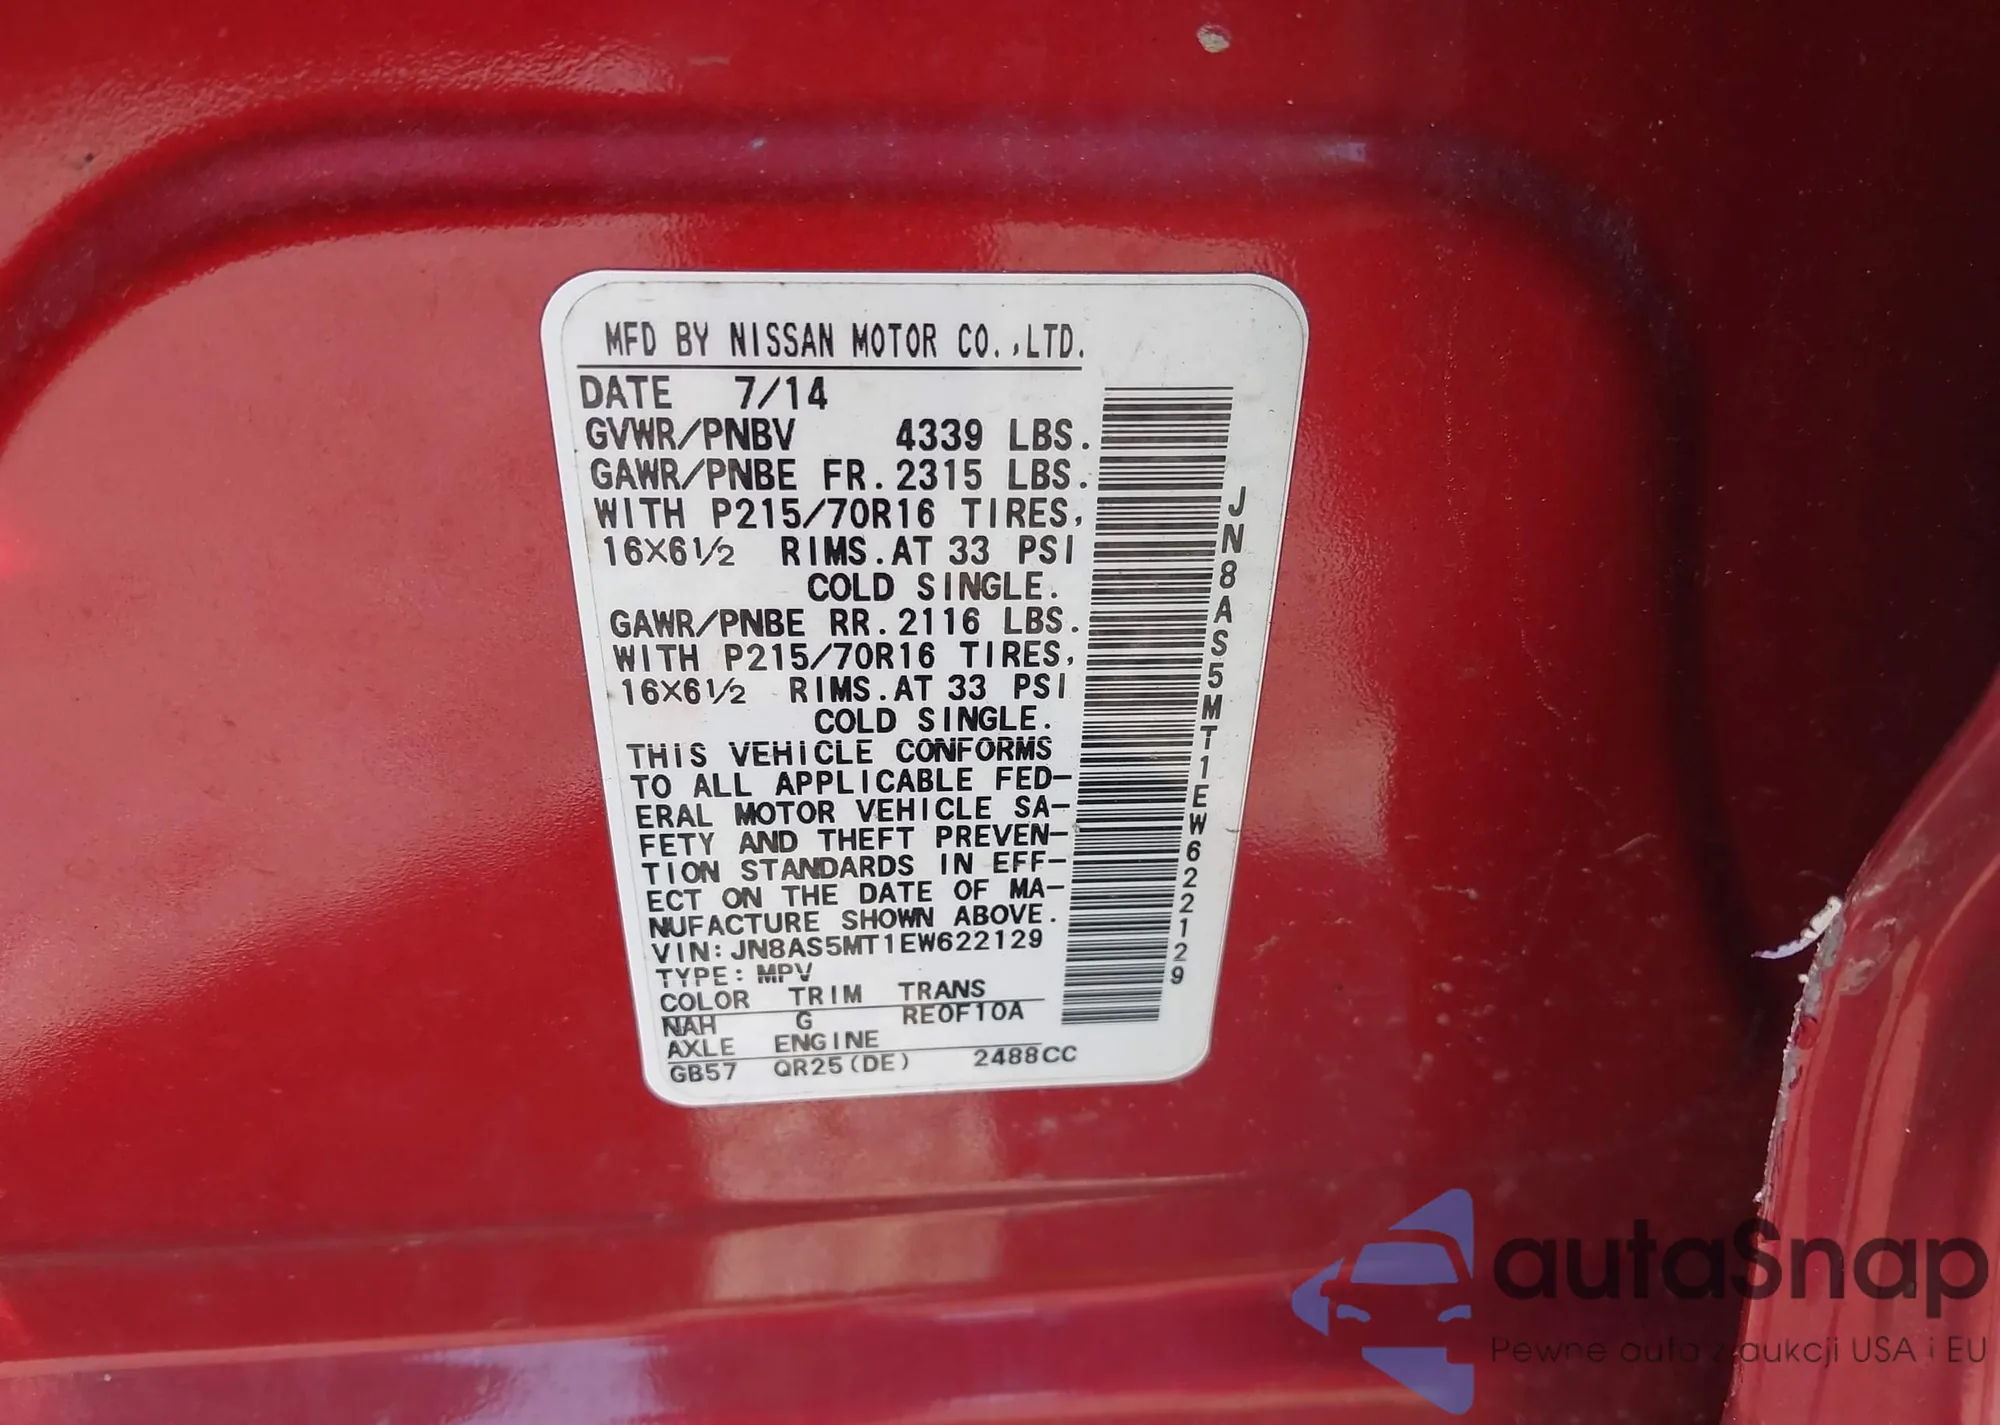 MFD BY NISSAN MOTOR CO.,LTD.
DATE 7/14
GVWR/PNBV 4339 LBS.
GAWR/PNBE FR.2315 LBS.
WITH P215/70R16 TIRES,
16×6½ RIMS.AT 33 PSI
COLD SINGLE.
GAWR/PNBE RR.2116 LBS.
WITH P215/70R16 TIRES,
16×6½ RIMS.AT 33 PSI
COLD SINGLE.
THIS VEHICLE CONFORMS
TO ALL APPLICABLE FED-
ERAL MOTOR VEHICLE SA-
FETY AND THEFT PREVEN-
TION STANDARDS IN EFF-
ECT ON THE DATE OF MA-
NUFACTURE SHOWN ABOVE.
VIN:JN8AS5MT1EW622129
TYPE:MPV
COLOR TRIM TRANS
NAH G RE0F10A
AXLE ENGINE
GB57 QR25(DE) 2488CC
JN8AS5MT1EW622129
autaSnap
Pewne auta z aukcji USA i EU